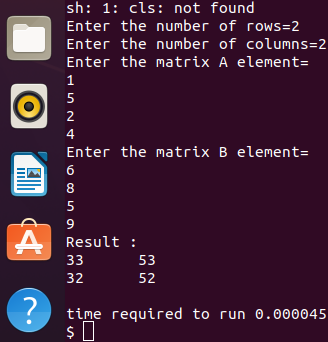 sh: 1: cls: not found
Enter the number of rows=2
Enter the number of columns=2
Enter the matrix A element=
1
5
2
4
Enter the matrix B element=
6
8
5
9
Result :
33 53
32 52
time required to run 0.000045
$